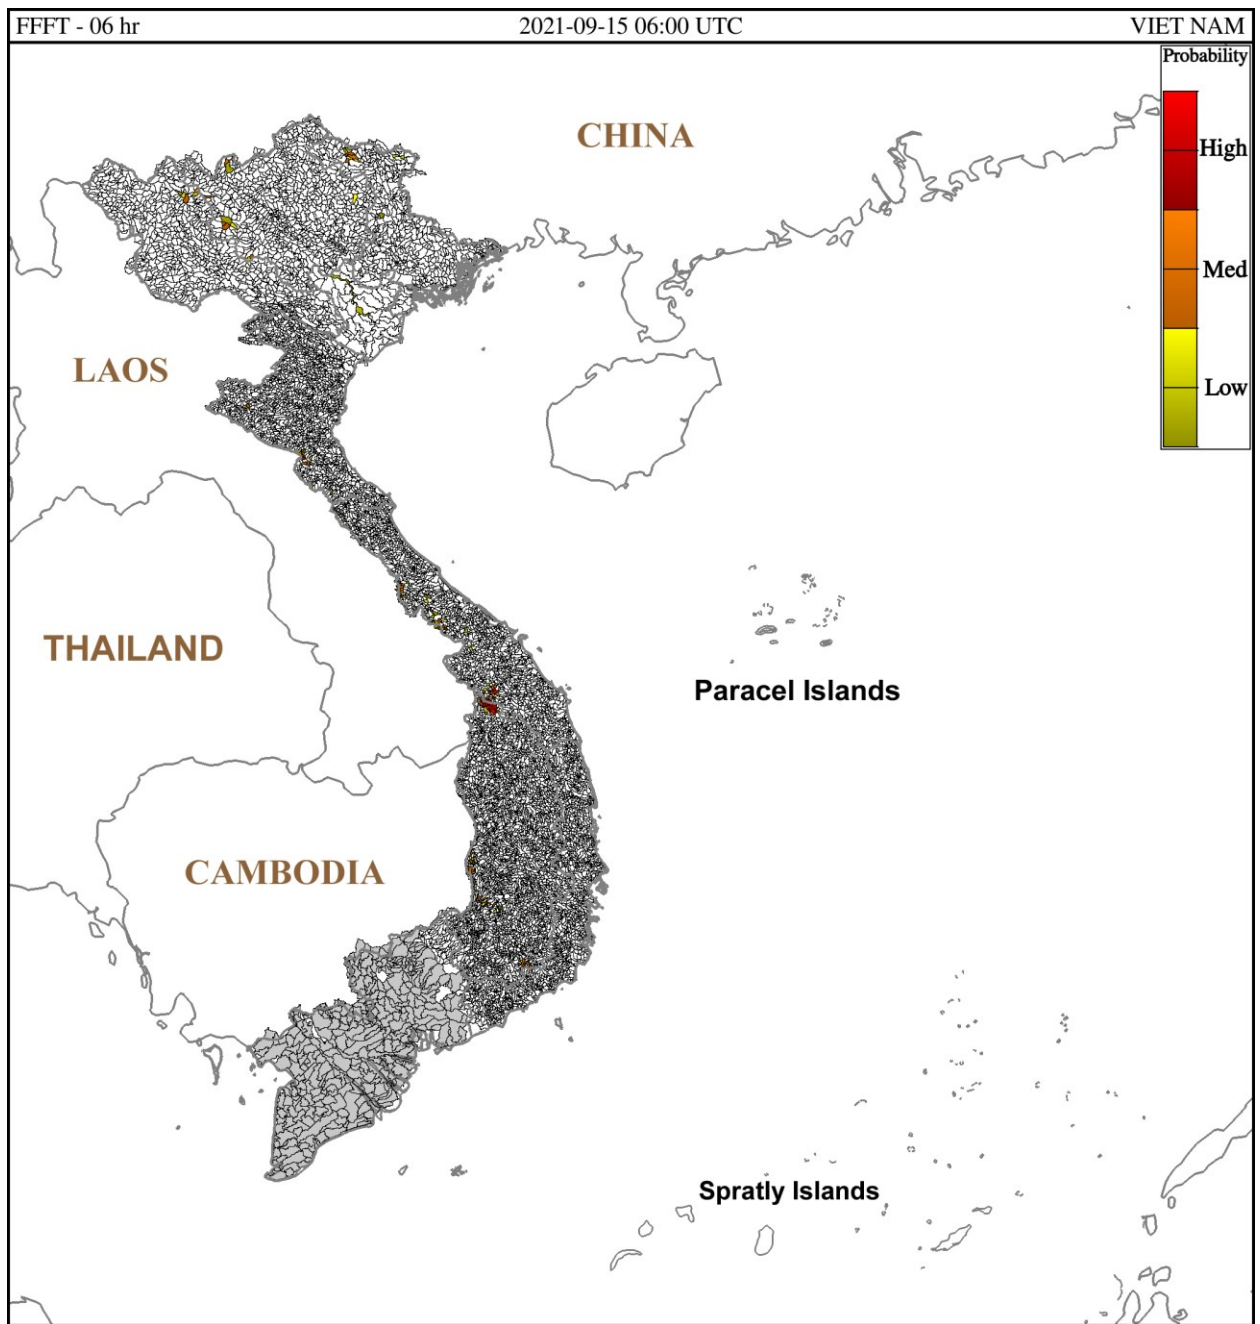 FFFT - 06 hr 2021-09-15 06:00 UTC VIET NAM
Probability
CHINA
High
Med
LAOS
Low
THAILAND
Paracel Islands
CAMBODIA
Spratly Islands